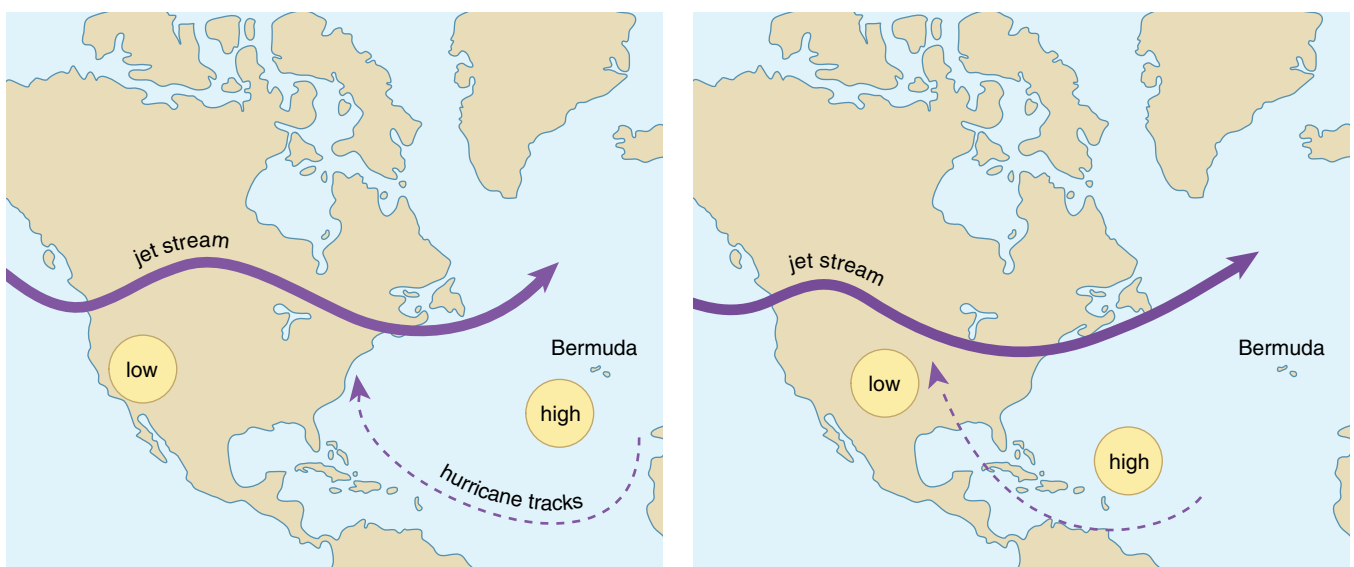 jet stream
low
Bermuda
high
hurricane tracks
jet stream
low
Bermuda
high